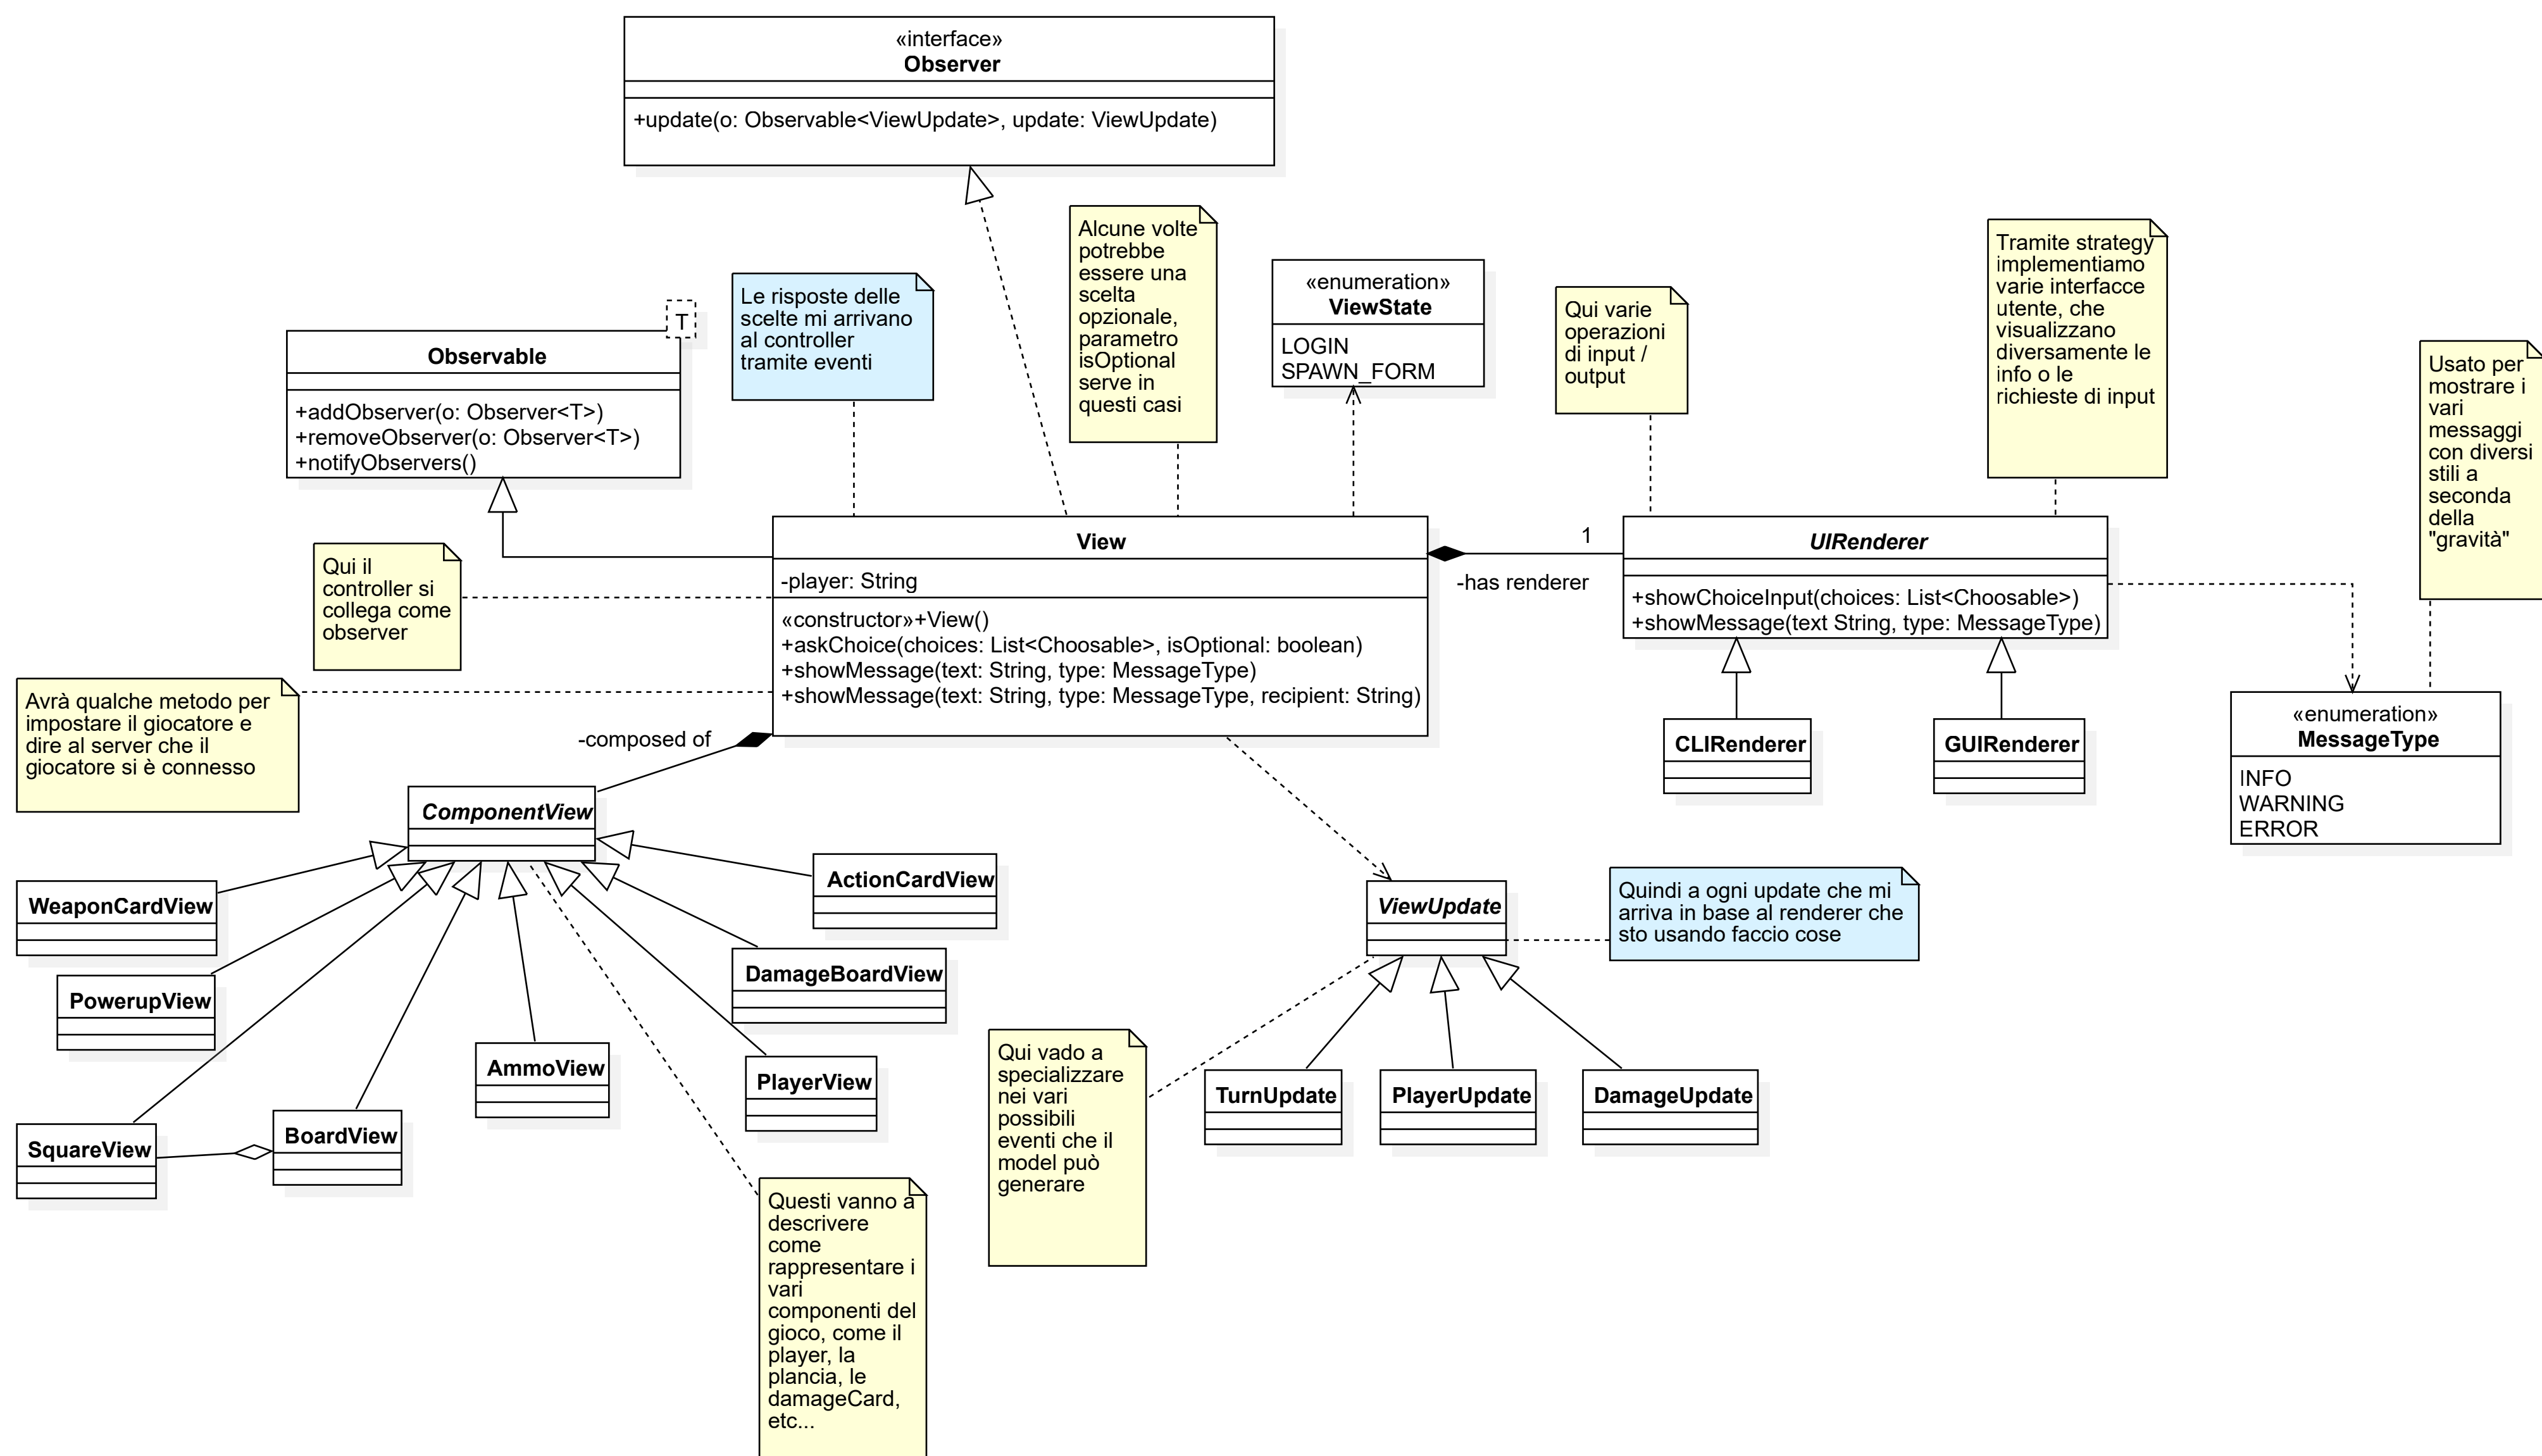 «interface»
Observer
+update(o: Observable<ViewUpdate>, update: ViewUpdate)
T
Observable
+addObserver(o: Observer<T>)
+removeObserver(o: Observer<T>)
+notifyObservers()
Le risposte delle
scelte mi arrivano
al controller
tramite eventi
Alcune volte
potrebbe
essere una
scelta
opzionale,
parametro
isOptional
serve in
questi casi
«enumeration»
ViewState
LOGIN
SPAWN_FORM
Qui varie
operazioni
di input /
output
Tramite strategy
implementiamo
varie interfacce
utente, che
visualizzano
diversamente le
info o le
richieste di input
Usato per
mostrare i
vari
messaggi
con diversi
stili a
seconda
della
"gravità"
Qui il
controller si
collega come
observer
View
-player: String
«constructor»+View()
+askChoice(choices: List<Choosable>, isOptional: boolean)
+showMessage(text: String, type: MessageType)
+showMessage(text: String, type: MessageType, recipient: String)
1
-has renderer
UIRenderer
+showChoiceInput(choices: List<Choosable>)
+showMessage(text String, type: MessageType)
CLIRenderer
GUIRenderer
«enumeration»
MessageType
INFO
WARNING
ERROR
Avrà qualche metodo per
impostare il giocatore e
dire al server che il
giocatore si è connesso
-composed of
ComponentView
ActionCardView
WeaponCardView
DamageBoardView
PowerupView
AmmoView
PlayerView
SquareView
BoardView
ViewUpdate
Quindi a ogni update che mi
arriva in base al renderer che
sto usando faccio cose
Qui vado a
specializzare
nei vari
possibili
eventi che il
model può
generare
TurnUpdate
PlayerUpdate
DamageUpdate
Questi vanno a
descrivere
come
rappresentare i
vari
componenti del
gioco, come il
player, la
plancia, le
damageCard,
etc...